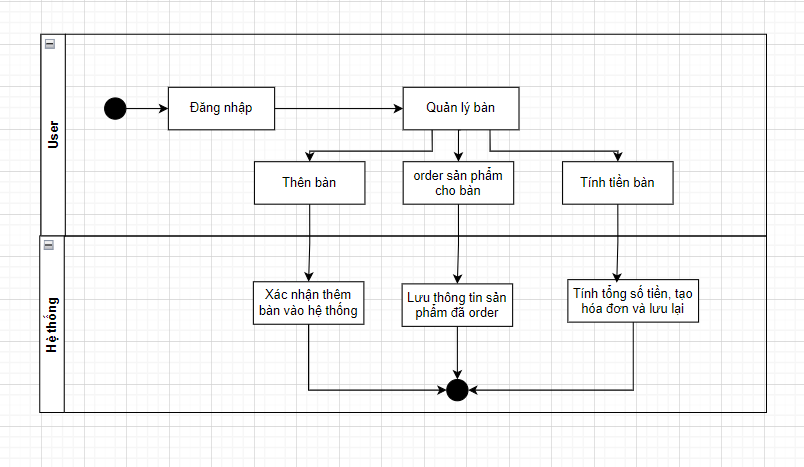 User
Đăng nhập
Quản lý bàn
Thên bàn
order sản phẩm
cho bàn
Tính tiền bàn
Hệ thống
Xác nhận thêm
bàn vào hệ thống
Lưu thông tin sản
phẩm đã order
Tính tổng số tiền, tạo
hóa đơn và lưu lại